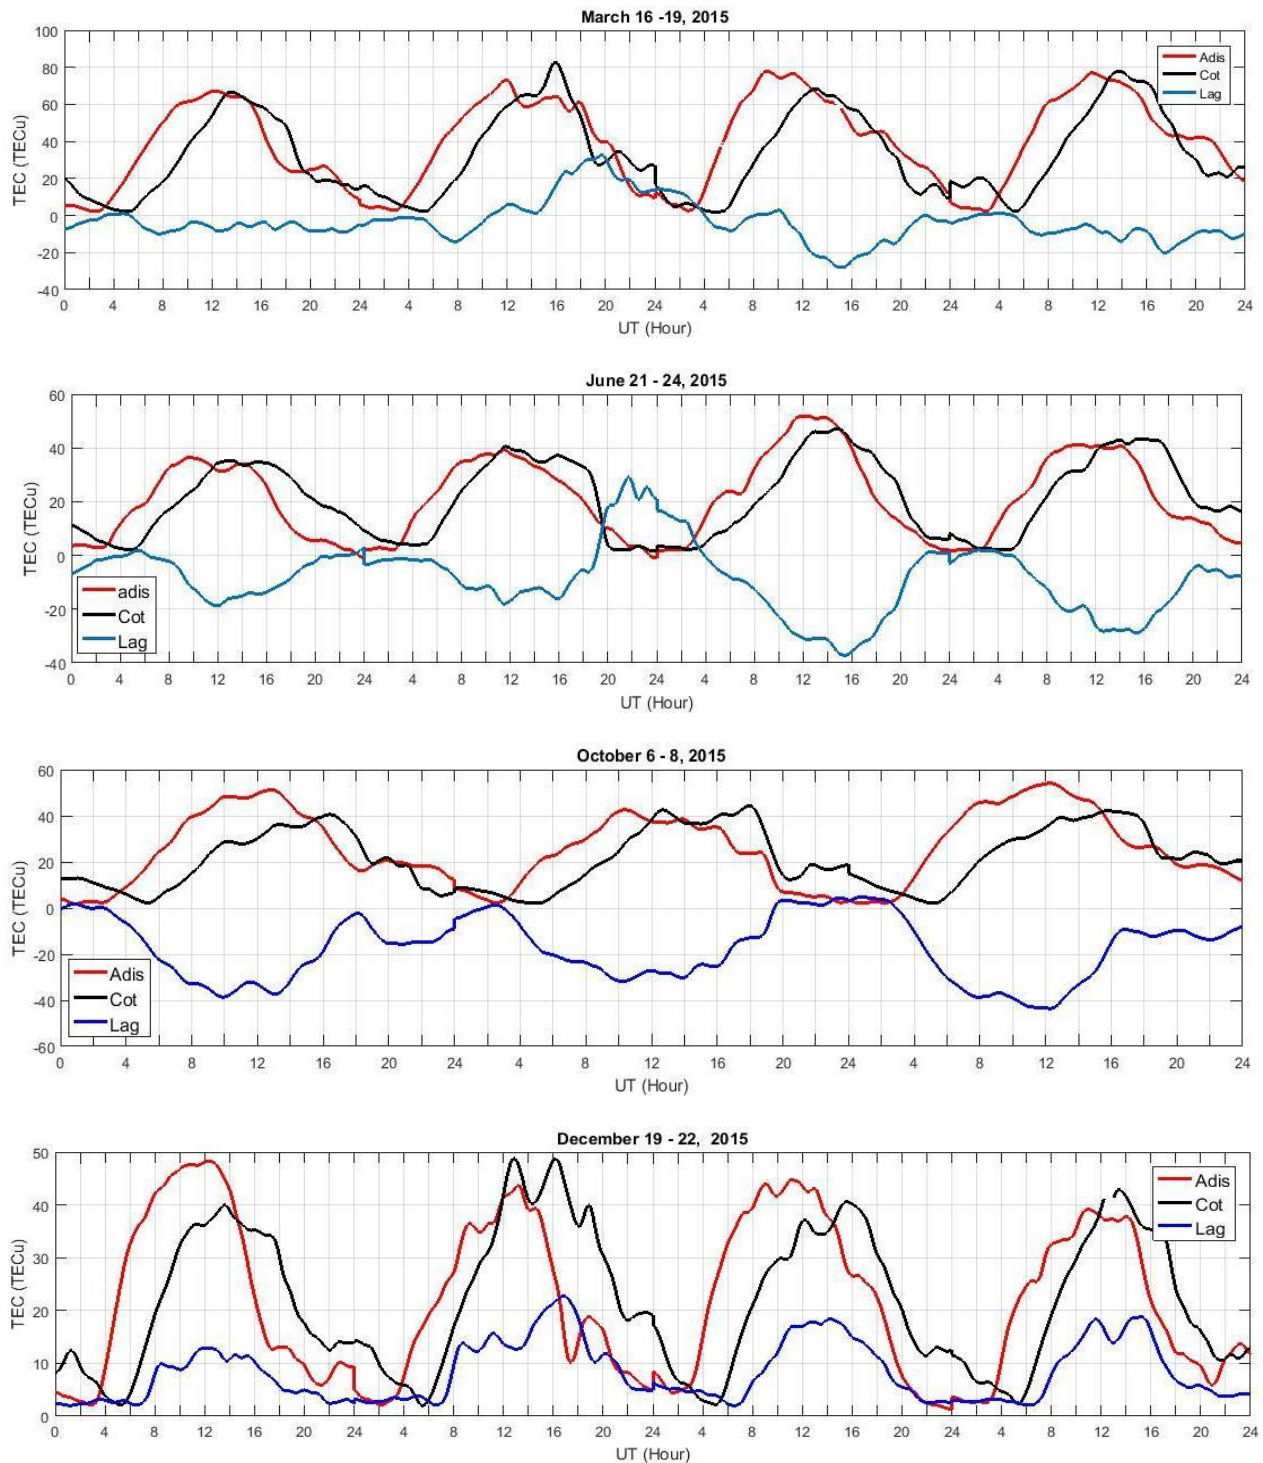 March 16 -19, 2015
100
80
60
40
20
0
-20
-40
TEC (TECu)
Adis
Cot
Lag
0 4 8 12 16 20 24 4 8 12 16 20 24 4 8 12 16 20 24 4 8 12 16 20 24
UT (Hour)
June 21 - 24, 2015
60
40
20
0
-20
-40
TEC (TECu)
adis
Cot
Lag
0 4 8 12 16 20 24 4 8 12 16 20 24 4 8 12 16 20 24 4 8 12 16 20 24
UT (Hour)
October 6 - 8, 2015
60
40
20
0
-20
-40
-60
TEC (TECu)
Adis
Cot
Lag
0 4 8 12 16 20 24 4 8 12 16 20 24 4 8 12 16 20 24
UT (Hour)
December 19 - 22, 2015
50
40
30
20
10
0
TEC (TECu)
Adis
Cot
Lag
0 4 8 12 16 20 24 4 8 12 16 20 24 4 8 12 16 20 24 4 8 12 16 20 24
UT (Hour)